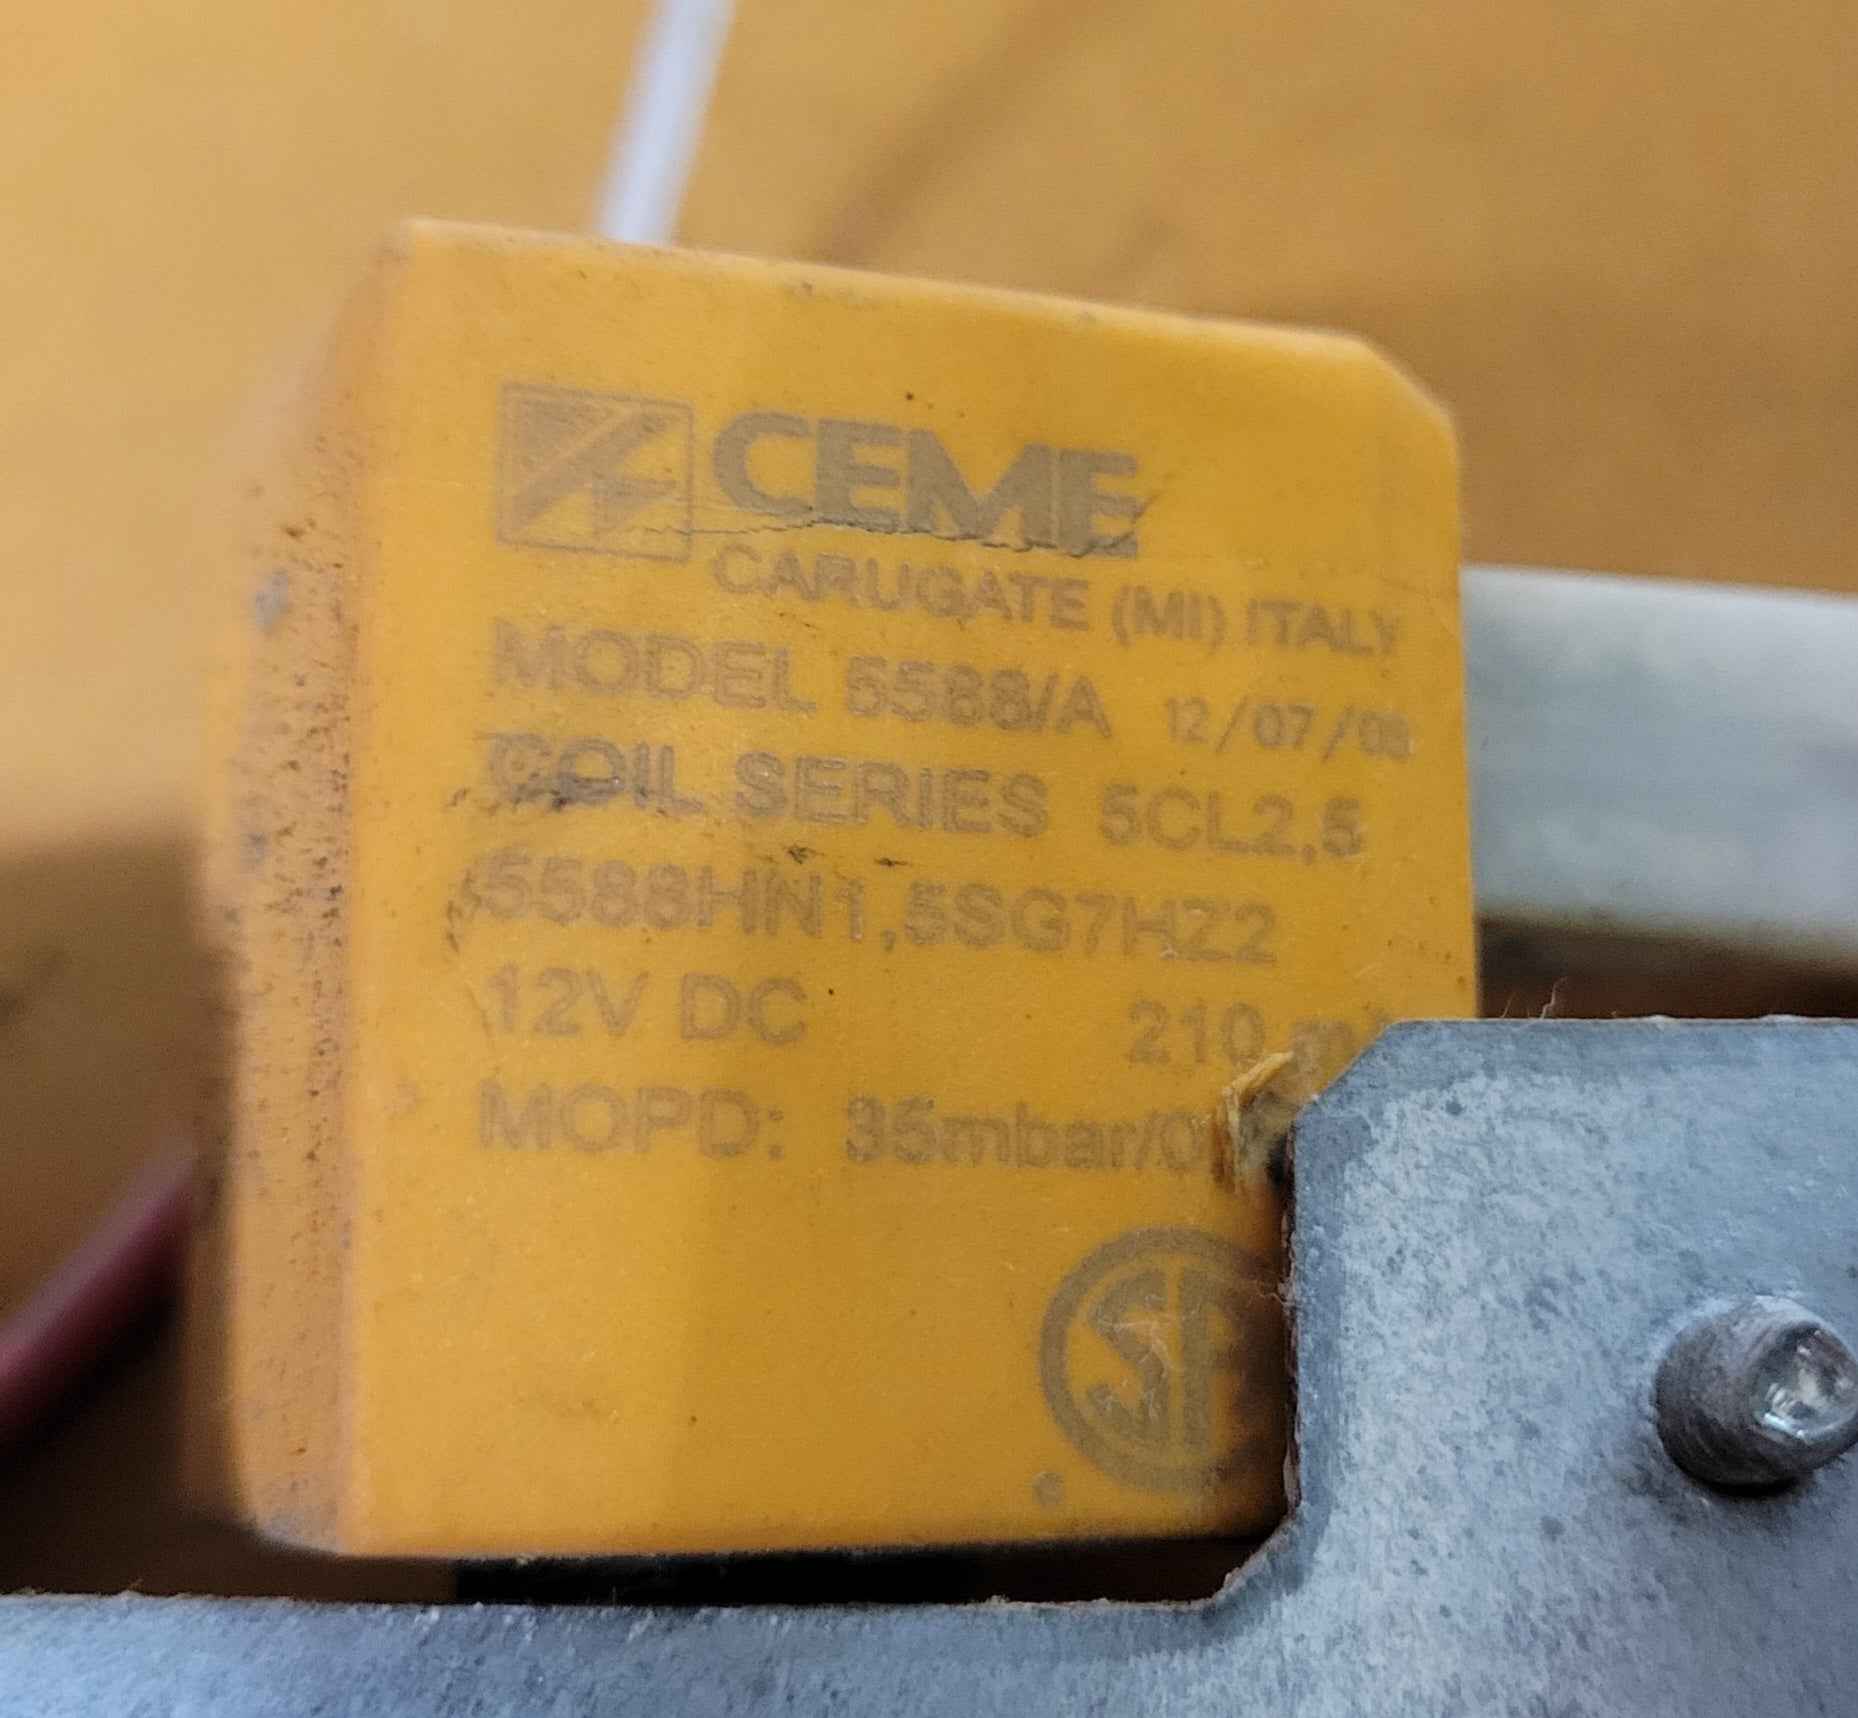 CEME
CARUGATE (MI) ITALY
MODEL 5588/A 12/07/
COIL SERIES 5CL2,5
5588HN1,5SG7HZ2
12V DC 210
MOPD: 35mbar/0